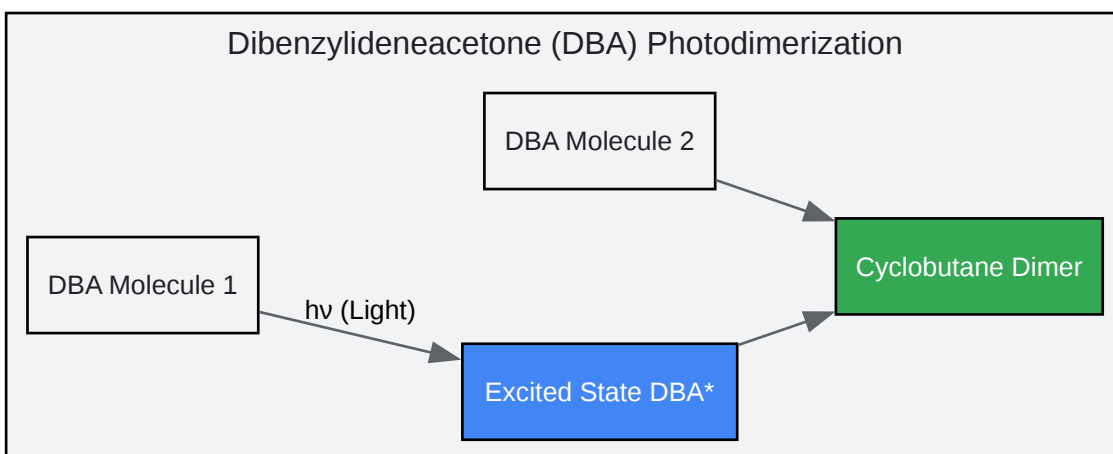 Dibenzylideneacetone (DBA) Photodimerization
DBA Molecule 2
Cyclobutane Dimer
DBA Molecule 1
hν (Light)
Excited State DBA*